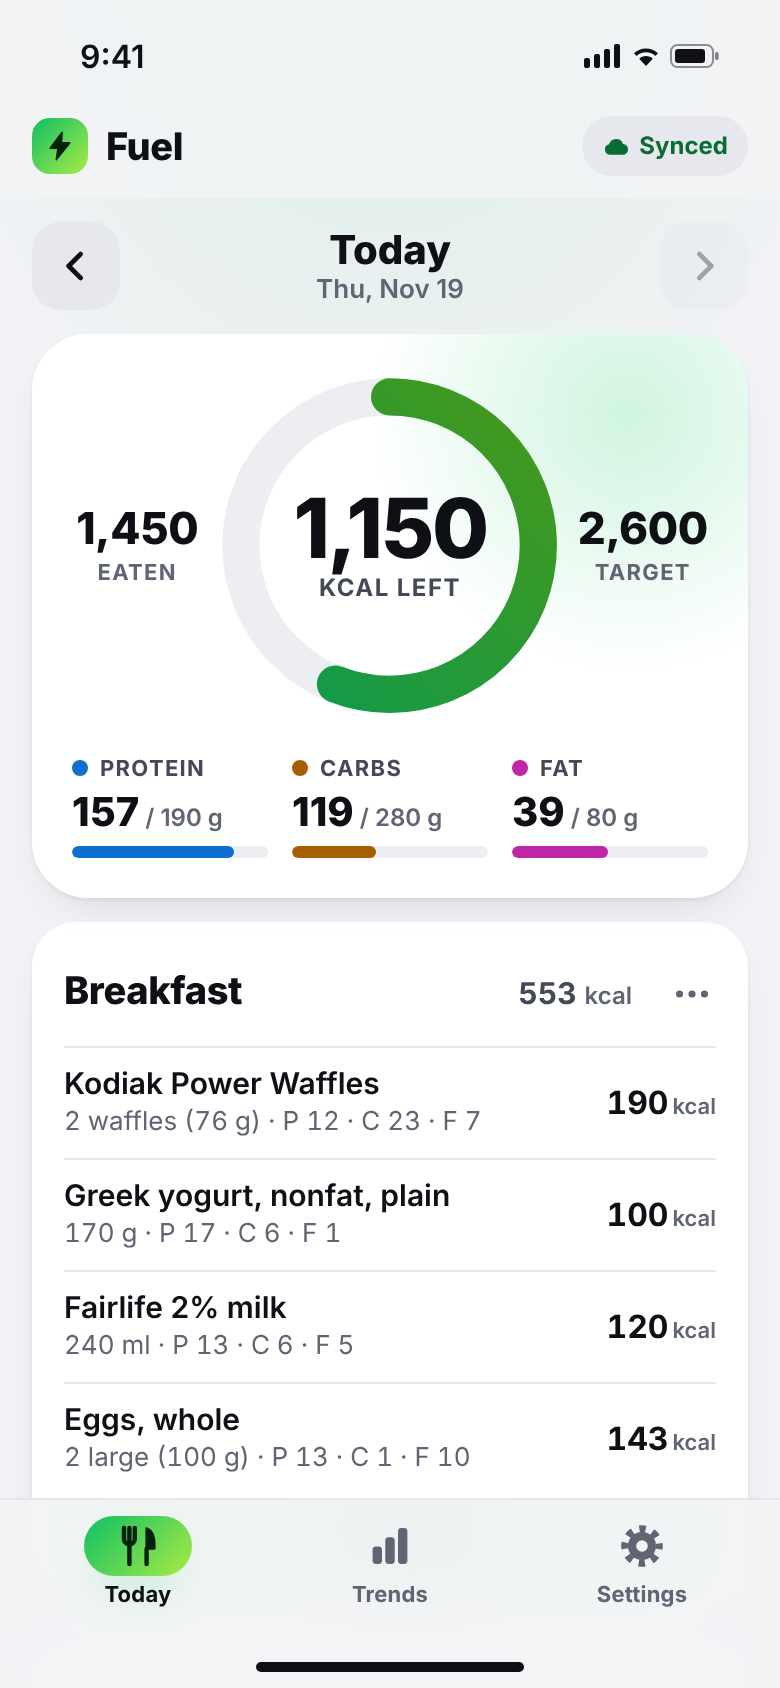 9:41
Fuel
Synced
Today
Thu, Nov 19
1,450
EATEN
1,150
KCAL LEFT
2,600
TARGET
PROTEIN
157 / 190 g
CARBS
119 / 280 g
FAT
39 / 80 g
Breakfast
553 kcal
Kodiak Power Waffles
2 waffles (76 g) · P 12 · C 23 · F 7
190 kcal
Greek yogurt, nonfat, plain
170 g · P 17 · C 6 · F 1
100 kcal
Fairlife 2% milk
240 ml · P 13 · C 6 · F 5
120 kcal
Eggs, whole
2 large (100 g) · P 13 · C 1 · F 10
143 kcal
Today
Trends
Settings